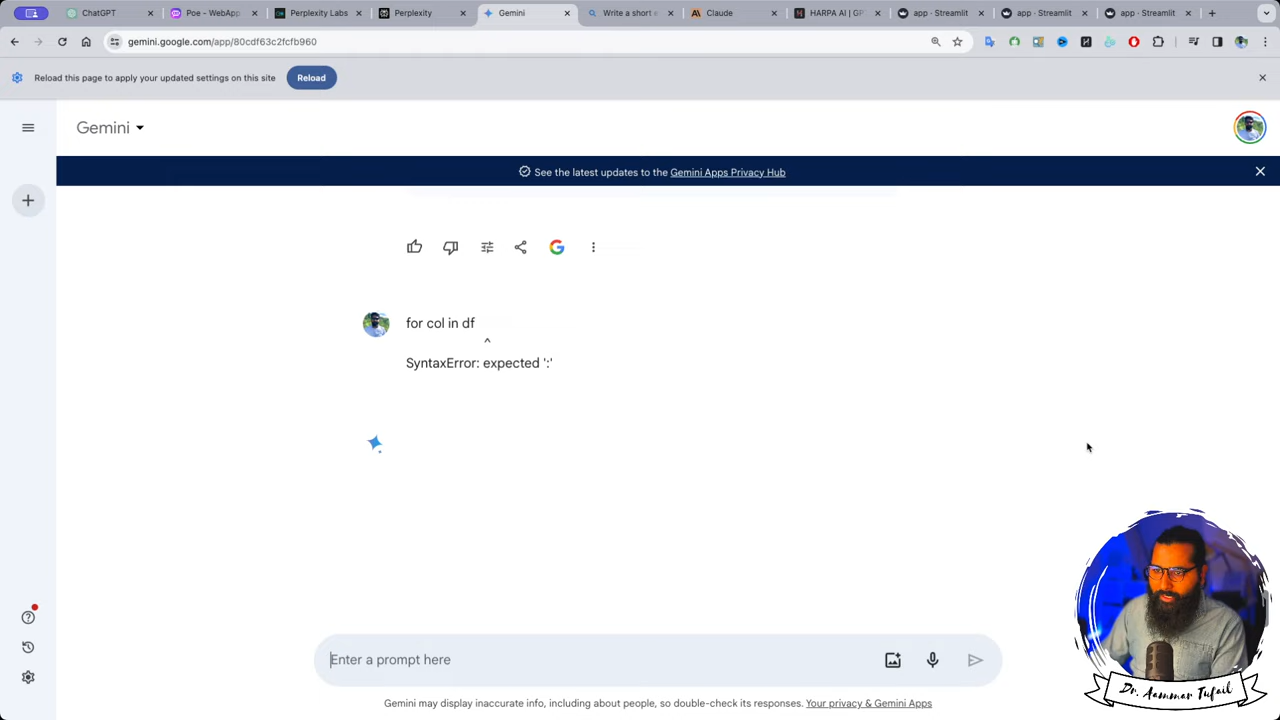 ChatGPT
Poe - WebApp
Perplexity Labs
Perplexity
Gemini
Write a short e
Claude
HARPA AI | GP
app · Streamlit
app · Streamlit
app · Streamlit
gemini.google.com/app/80cdf63c2fcfb960
Reload this page to apply your updated settings on this site
Reload
Gemini
See the latest updates to the Gemini Apps Privacy Hub
for col in df
^
SyntaxError: expected ':'
Enter a prompt here
Gemini may display inaccurate info, including about people, so double-check its responses. Your privacy & Gemini Apps
Dr. Aammar Tufail